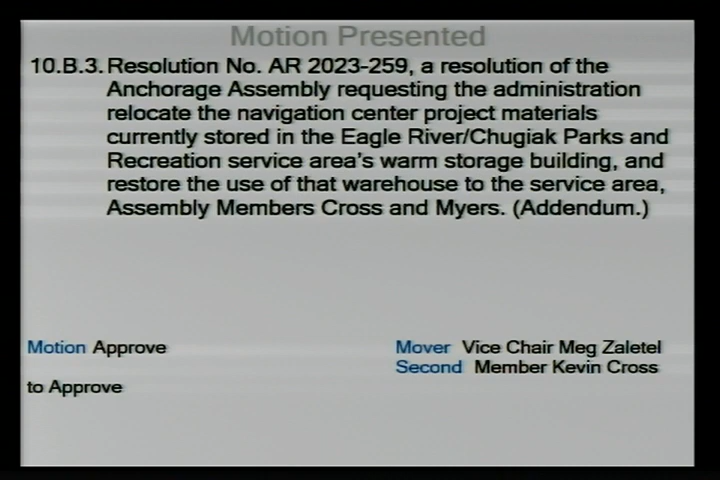 Motion Presented
10.B.3. Resolution No. AR 2023-259, a resolution of the
Anchorage Assembly requesting the administration
relocate the navigation center project materials
currently stored in the Eagle River/Chugiak Parks and
Recreation service area's warm storage building, and
restore the use of that warehouse to the service area,
Assembly Members Cross and Myers. (Addendum.)
Motion Approve
Mover Vice Chair Meg Zaletel
Second Member Kevin Cross
to Approve